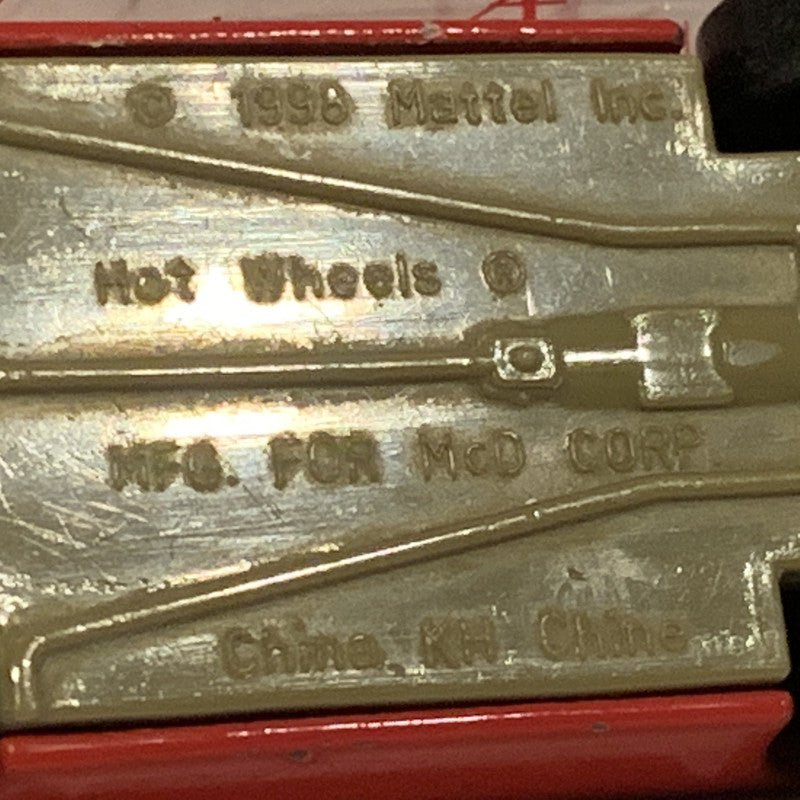 © 1998 Mattel Inc.
Hot Wheels ®
MFG. FOR McD CORP.
China, KH Chine